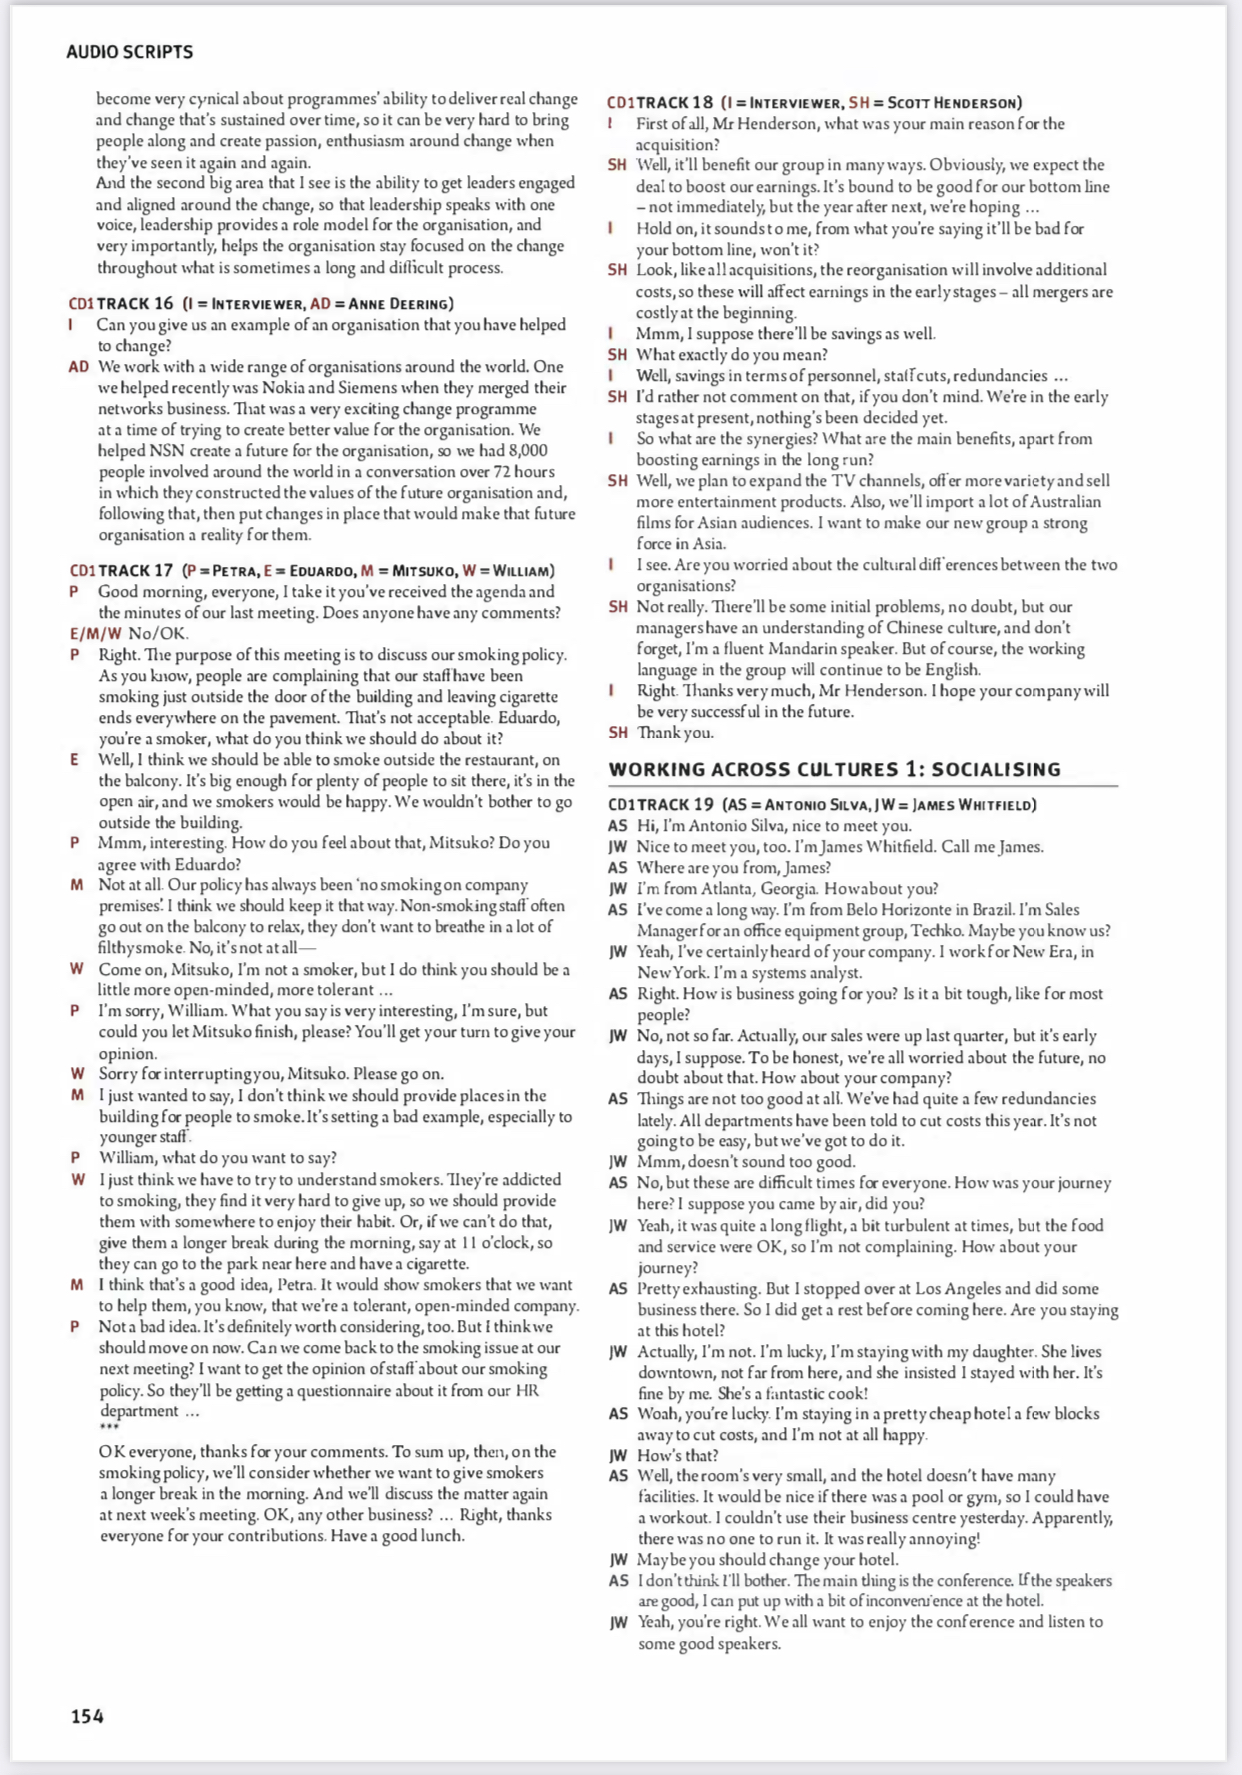 AUDIO SCRIPTS
become very cynical about programmes' ability to deliver real change
and change that's sustained over time, so it can be very hard to bring
people along and create passion, enthusiasm around change when
they've seen it again and again.
And the second big area that I see is the ability to get leaders engaged
and aligned around the change, so that leadership speaks with one
voice, leadership provides a role model for the organisation, and
very importantly, helps the organisation stay focused on the change
throughout what is sometimes a long and difficult process.
CD1 TRACK 16 (I = INTERVIEWER, AD = ANNE DEERING)
I Can you give us an example of an organisation that you have helped
to change?
AD We work with a wide range of organisations around the world. One
we helped recently was Nokia and Siemens when they merged their
networks business. That was a very exciting change programme
at a time of trying to create better value for the organisation. We
helped NSN create a future for the organisation, so we had 8,000
people involved around the world in a conversation over 72 hours
in which they constructed the values of the future organisation and,
following that, then put changes in place that would make that future
organisation a reality for them.
CD1 TRACK 17 (P = PETRA, E = EDUARDO, M = MITSUKO, W = WILLIAM)
P Good morning, everyone, I take it you've received the agenda and
the minutes of our last meeting. Does anyone have any comments?
E/M/W No/OK.
P Right. The purpose of this meeting is to discuss our smoking policy.
As you know, people are complaining that our staff have been
smoking just outside the door of the building and leaving cigarette
ends everywhere on the pavement. That's not acceptable. Eduardo,
you're a smoker, what do you think we should do about it?
E Well, I think we should be able to smoke outside the restaurant, on
the balcony. It's big enough for plenty of people to sit there, it's in the
open air, and we smokers would be happy. We wouldn't bother to go
outside the building.
P Mmm, interesting. How do you feel about that, Mitsuko? Do you
agree with Eduardo?
M Not at all. Our policy has always been 'no smoking on company
premises'. I think we should keep it that way. Non-smoking staff often
go out on the balcony to relax, they don't want to breathe in a lot of
filthy smoke. No, it's not at all—
W Come on, Mitsuko, I'm not a smoker, but I do think you should be a
little more open-minded, more tolerant ...
P I'm sorry, William. What you say is very interesting, I'm sure, but
could you let Mitsuko finish, please? You'll get your turn to give your
opinion.
W Sorry for interrupting you, Mitsuko. Please go on.
M I just wanted to say, I don't think we should provide places in the
building for people to smoke. It's setting a bad example, especially to
younger staff.
P William, what do you want to say?
W I just think we have to try to understand smokers. They're addicted
to smoking, they find it very hard to give up, so we should provide
them with somewhere to enjoy their habit. Or, if we can't do that,
give them a longer break during the morning, say at 11 o'clock, so
they can go to the park near here and have a cigarette.
M I think that's a good idea, Petra. It would show smokers that we want
to help them, you know, that we're a tolerant, open-minded company.
P Not a bad idea. It's definitely worth considering, too. But I think we
should move on now. Can we come back to the smoking issue at our
next meeting? I want to get the opinion of staff about our smoking
policy. So they'll be getting a questionnaire about it from our HR
department ...
***
OK everyone, thanks for your comments. To sum up, then, on the
smoking policy, we'll consider whether we want to give smokers
a longer break in the morning. And we'll discuss the matter again
at next week's meeting. OK, any other business? ... Right, thanks
everyone for your contributions. Have a good lunch.
CD1 TRACK 18 (I = INTERVIEWER, SH = SCOTT HENDERSON)
I First of all, Mr Henderson, what was your main reason for the
acquisition?
SH Well, it'll benefit our group in many ways. Obviously, we expect the
deal to boost our earnings. It's bound to be good for our bottom line
– not immediately, but the year after next, we're hoping ...
I Hold on, it sounds to me, from what you're saying it'll be bad for
your bottom line, won't it?
SH Look, like all acquisitions, the reorganisation will involve additional
costs, so these will affect earnings in the early stages – all mergers are
costly at the beginning.
I Mmm, I suppose there'll be savings as well.
SH What exactly do you mean?
I Well, savings in terms of personnel, staff cuts, redundancies ...
SH I'd rather not comment on that, if you don't mind. We're in the early
stages at present, nothing's been decided yet.
I So what are the synergies? What are the main benefits, apart from
boosting earnings in the long run?
SH Well, we plan to expand the TV channels, offer more variety and sell
more entertainment products. Also, we'll import a lot of Australian
films for Asian audiences. I want to make our new group a strong
force in Asia.
I I see. Are you worried about the cultural differences between the two
organisations?
SH Not really. There'll be some initial problems, no doubt, but our
managers have an understanding of Chinese culture, and don't
forget, I'm a fluent Mandarin speaker. But of course, the working
language in the group will continue to be English.
I Right. Thanks very much, Mr Henderson. I hope your company will
be very successful in the future.
SH Thank you.
WORKING ACROSS CULTURES 1: SOCIALISING
CD1 TRACK 19 (AS = ANTONIO SILVA, JW = JAMES WHITFIELD)
AS Hi, I'm Antonio Silva, nice to meet you.
JW Nice to meet you, too. I'm James Whitfield. Call me James.
AS Where are you from, James?
JW I'm from Atlanta, Georgia. How about you?
AS I've come a long way. I'm from Belo Horizonte in Brazil. I'm Sales
Manager for an office equipment group, Techko. Maybe you know us?
JW Yeah, I've certainly heard of your company. I work for New Era, in
New York. I'm a systems analyst.
AS Right. How is business going for you? Is it a bit tough, like for most
people?
JW No, not so far. Actually, our sales were up last quarter, but it's early
days, I suppose. To be honest, we're all worried about the future, no
doubt about that. How about your company?
AS Things are not too good at all. We've had quite a few redundancies
lately. All departments have been told to cut costs this year. It's not
going to be easy, but we've got to do it.
JW Mmm, doesn't sound too good.
AS No, but these are difficult times for everyone. How was your journey
here? I suppose you came by air, did you?
JW Yeah, it was quite a long flight, a bit turbulent at times, but the food
and service were OK, so I'm not complaining. How about your
journey?
AS Pretty exhausting. But I stopped over at Los Angeles and did some
business there. So I did get a rest before coming here. Are you staying
at this hotel?
JW Actually, I'm not. I'm lucky, I'm staying with my daughter. She lives
downtown, not far from here, and she insisted I stayed with her. It's
fine by me. She's a fantastic cook!
AS Woah, you're lucky. I'm staying in a pretty cheap hotel a few blocks
away to cut costs, and I'm not at all happy.
JW How's that?
AS Well, the room's very small, and the hotel doesn't have many
facilities. It would be nice if there was a pool or gym, so I could have
a workout. I couldn't use their business centre yesterday. Apparently,
there was no one to run it. It was really annoying!
JW Maybe you should change your hotel.
AS I don't think I'll bother. The main thing is the conference. If the speakers
are good, I can put up with a bit of inconvenience at the hotel.
JW Yeah, you're right. We all want to enjoy the conference and listen to
some good speakers.
154